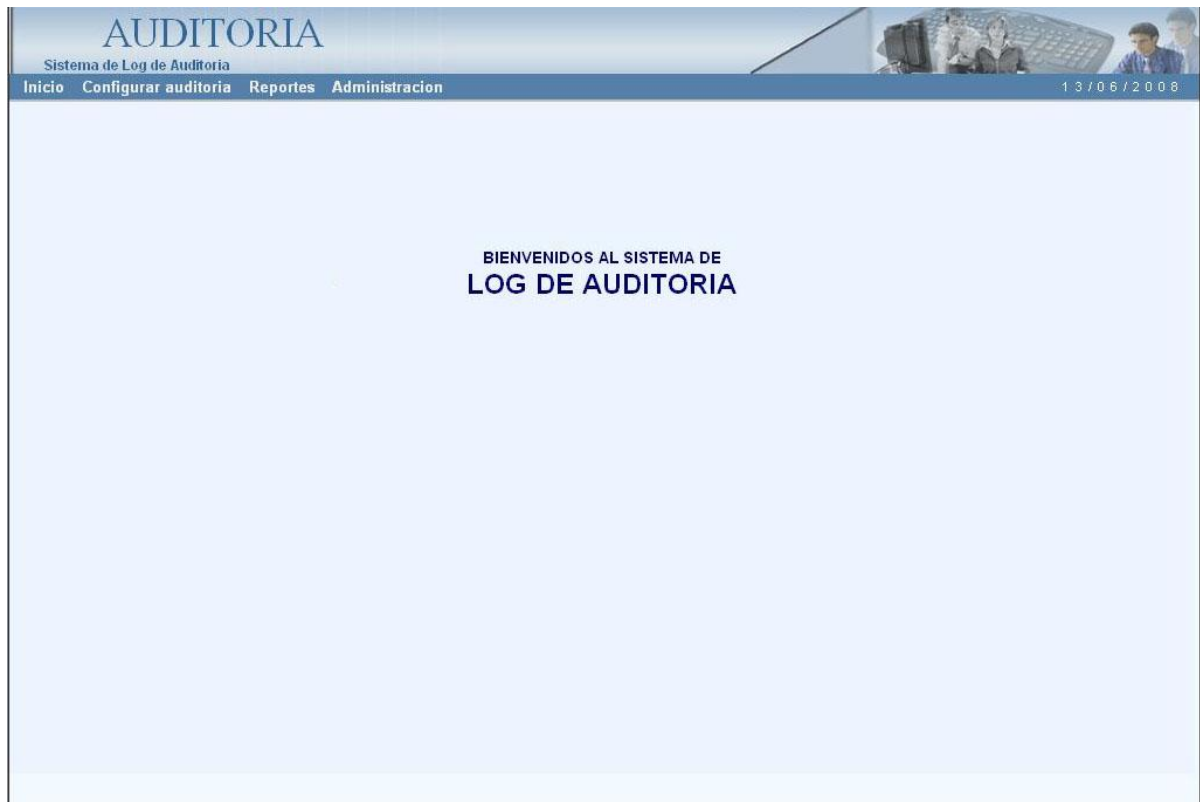 AUDITORIA
Sistema de Log de Auditoria
Inicio Configurar auditoria Reportes Administracion 13/06/2008
BIENVENIDOS AL SISTEMA DE
LOG DE AUDITORIA